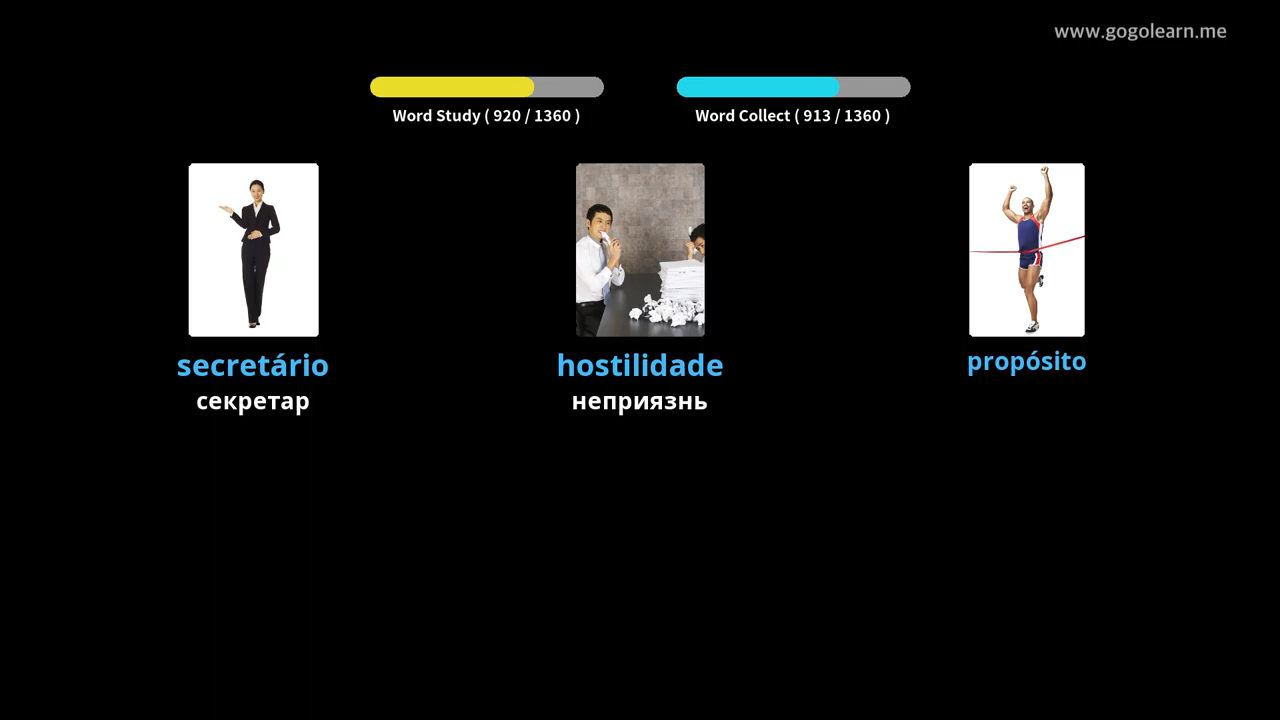 www.gogolearn.me
Word Study ( 920 / 1360 )
Word Collect ( 913 / 1360 )
secretário
секретар
hostilidade
неприязнь
propósito